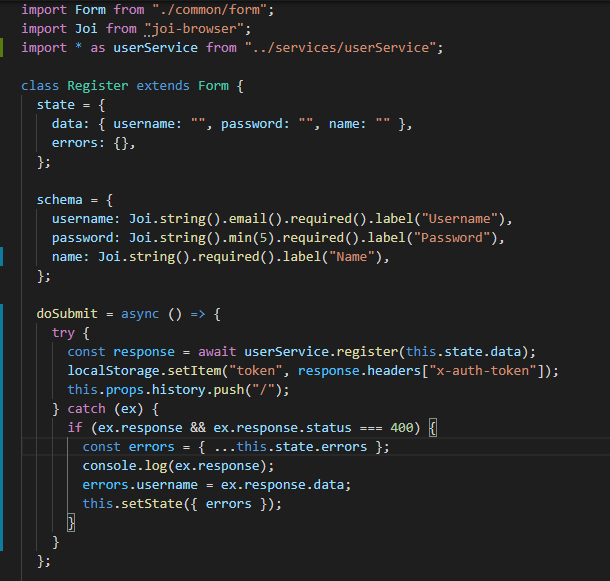 import Form from "./common/form";
import Joi from "joi-browser";
import * as userService from "../services/userService";
class Register extends Form {
state = {
data: { username: "", password: "", name: "" },
errors: {},
};
schema = {
username: Joi.string().email().required().label("Username"),
password: Joi.string().min(5).required().label("Password"),
name: Joi.string().required().label("Name"),
};
doSubmit = async () => {
try {
const response = await userService.register(this.state.data);
localStorage.setItem("token", response.headers["x-auth-token"]);
this.props.history.push("/");
} catch (ex) {
if (ex.response && ex.response.status === 400) {
const errors = { ...this.state.errors };
console.log(ex.response);
errors.username = ex.response.data;
this.setState({ errors });
}
}
};